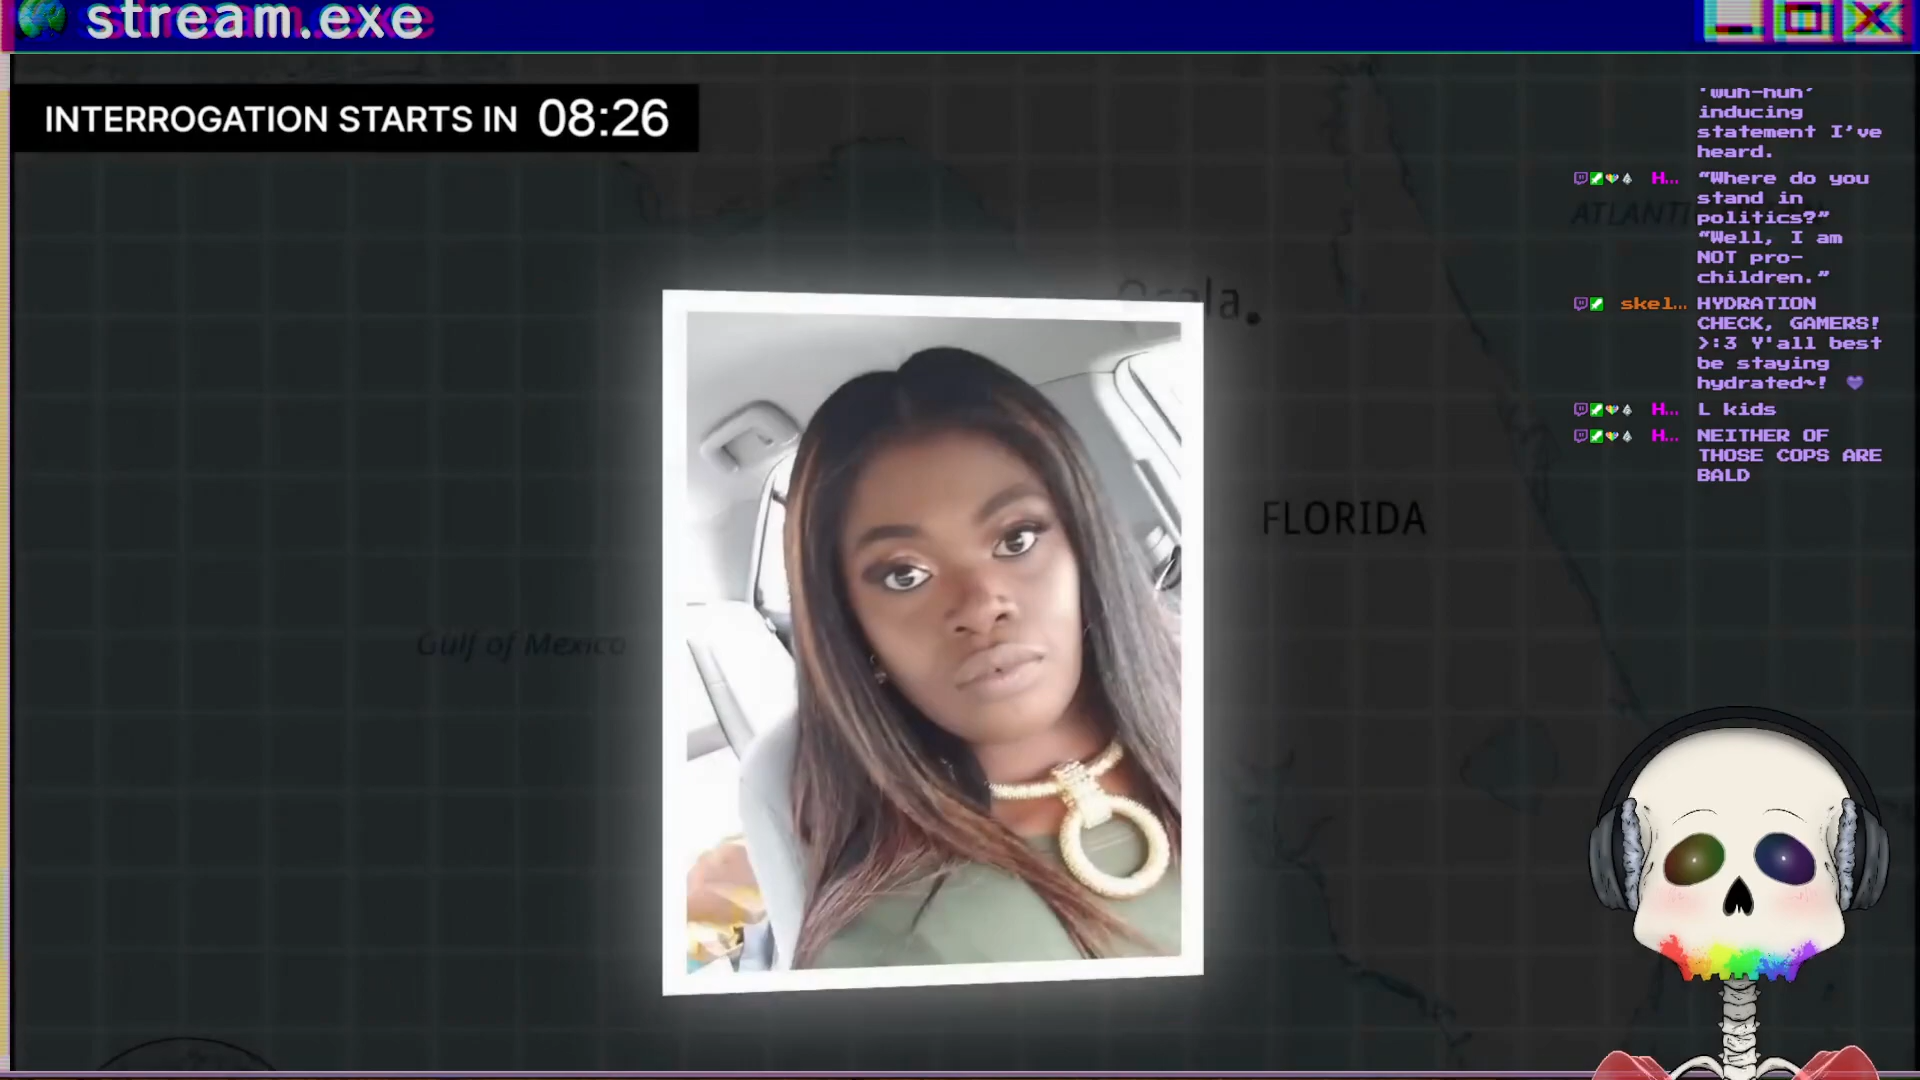 stream.exe
INTERROGATION STARTS IN 08:26
'wuh-huh'
inducing
statement I've
heard.
H... "Where do you
stand in
politics?"
"Well, I am
NOT pro-
children."
skel... HYDRATION
CHECK, GAMERS!
>:3 Y'all best
be staying
hydrated~! 💜
H... L kids
H... NEITHER OF
THOSE COPS ARE
BALD
Ocala
FLORIDA
Gulf of Mexico